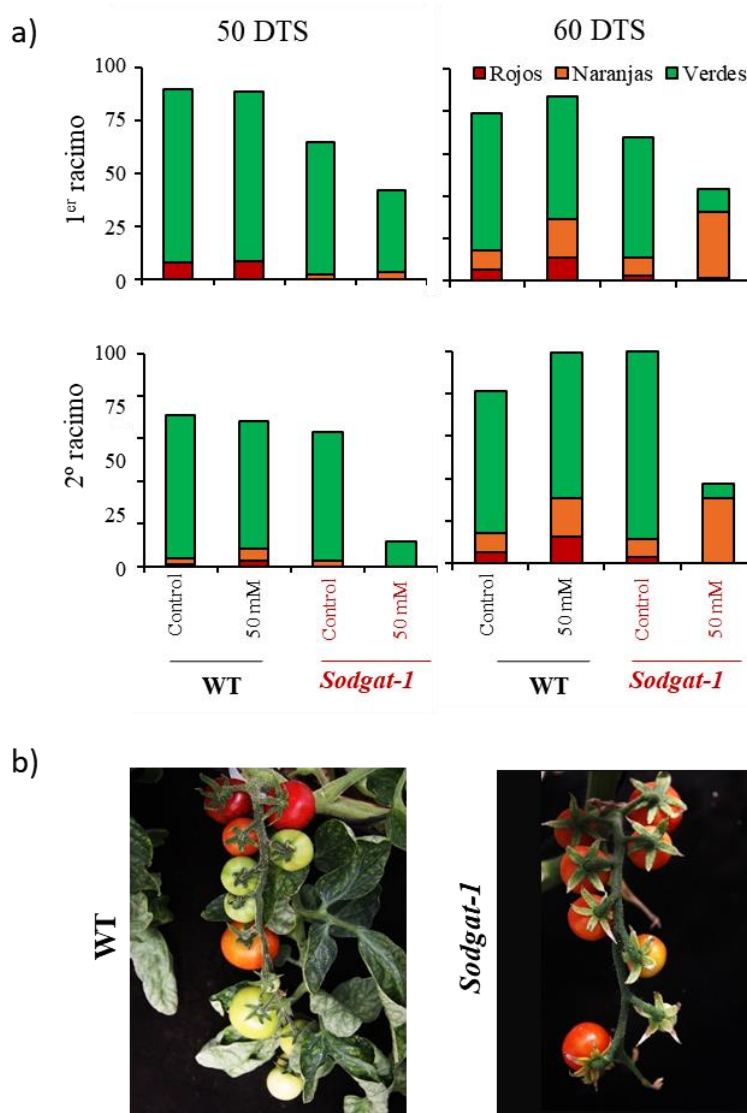 a)
50 DTS
60 DTS
Rojos Naranjas Verdes
1er racimo
100
75
50
25
0
2º racimo
100
75
50
25
0
Control
50 mM
Control
50 mM
Control
50 mM
Control
50 mM
WT
Sodgat-1
WT
Sodgat-1
b)
WT
Sodgat-1